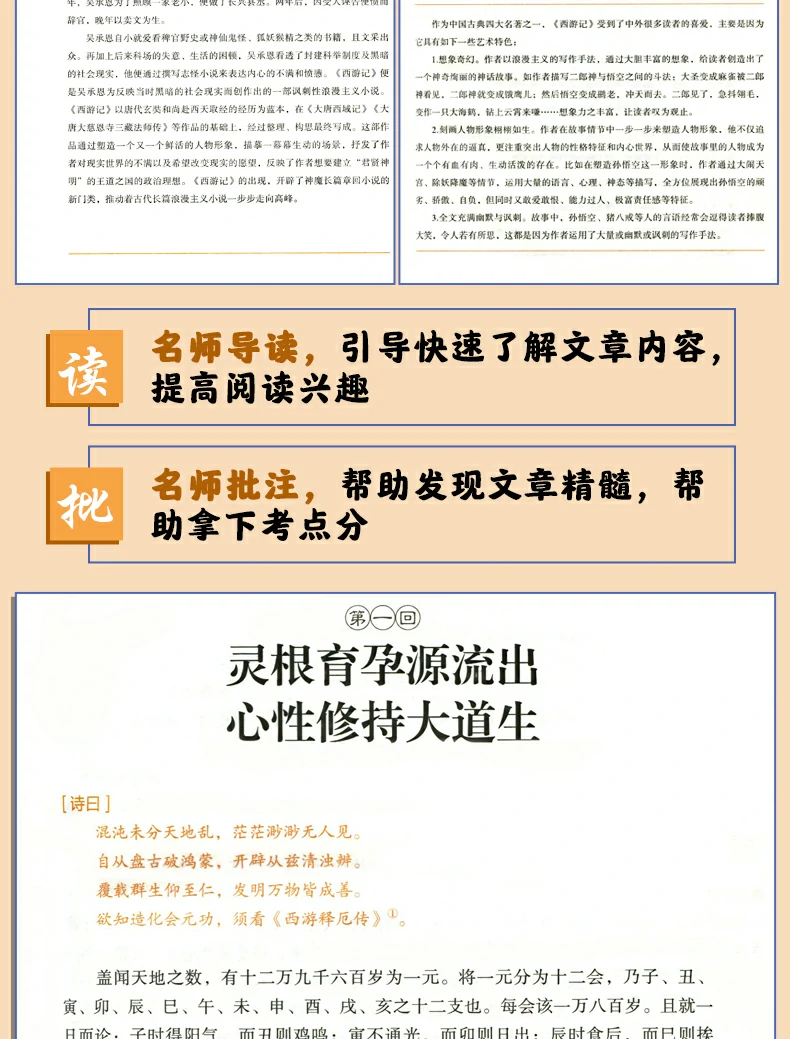 年，吴承恩为了照顾一家老小，便做了长兴县丞。两年后，因受人诬告便愤而
辞官，晚年以卖文为生。
吴承恩自小就爱看稗官野史或神仙鬼怪、狐妖猴精之类的书籍，且文采出
众。再加上后来科场的失意、生活的困顿，吴承恩看透了封建科举制度及黑暗
的社会现实，他便通过撰写志怪小说来表达内心的不满和愤懑。《西游记》便
是吴承恩为反映当时黑暗的社会现实而创作出的一部讽刺性浪漫主义小说。
《西游记》以唐代玄奘和尚赴西天取经的经历为蓝本，在《大唐西域记》《大
唐大慈恩寺三藏法师传》等作品的基础上，经过整理、构思最终写成。这部作
品通过塑造一个又一个鲜活的人物形象，描摹一幕幕生动的场景，抒发了作
者对现实世界的不满以及希望改变现实的愿望，反映了作者想要建立“君贤神
明”的王道之国的政治理想。《西游记》的出现，开辟了神魔长篇章回小说的
新门类，推动着古代长篇浪漫主义小说一步步走向高峰。
作为中国古典四大名著之一，《西游记》受到了中外很多读者的喜爱，主要是因为
它具有如下一些艺术特色：
1.想象奇幻。作者以浪漫主义的写作手法，通过大胆丰富的想象，给读者创造出了
一个神奇绚丽的神话故事。如作者描写二郎神与悟空之间的斗法：大圣变成麻雀被二郎
神看见，二郎神就变成饿鹰儿；然后悟空变成鹚老，冲天而去。二郎见了，急抖翎毛，
变作一只大海鹤，钻上云霄来嗛……想象力之丰富，让读者叹为观止。
2.刻画人物形象栩栩如生。作者在故事情节中一步一步来塑造人物形象，他不仅追
求人物外在的逼真，更注重突出人物的性格特征和内心世界，从而使故事里的人物成为
一个个有血有肉、生动活泼的存在。比如在塑造孙悟空这一形象时，作者通过大闹天
宫、除妖降魔等情节，运用大量的语言、心理、神态等描写，全方位展现出孙悟空的顽
劣、骄傲、自负，但同时又敢爱敢恨、能力过人、极富责任感等特征。
3.全文充满幽默与讽刺。故事中，孙悟空、猪八戒等人的言语经常会逗得读者捧腹
大笑，令人若有所思，这都是因为作者运用了大量或幽默或讽刺的写作手法。
读
名师导读，引导快速了解文章内容，
提高阅读兴趣
批
名师批注，帮助发现文章精髓，帮
助拿下考点分
第一回
灵根育孕源流出
心性修持大道生
［诗曰］
混沌未分天地乱，茫茫渺渺无人见。
自从盘古破鸿蒙，开辟从兹清浊辨。
覆载群生仰至仁，发明万物皆成善。
欲知造化会元功，须看《西游释厄传》①。
盖闻天地之数，有十二万九千六百岁为一元。将一元分为十二会，乃子、丑、
寅、卯、辰、巳、午、未、申、酉、戌、亥之十二支也。每会该一万八百岁。且就一
日而论：子时得阳气，而丑则鸡鸣；寅不通光，而卯则日出；辰时食后，而巳则挨